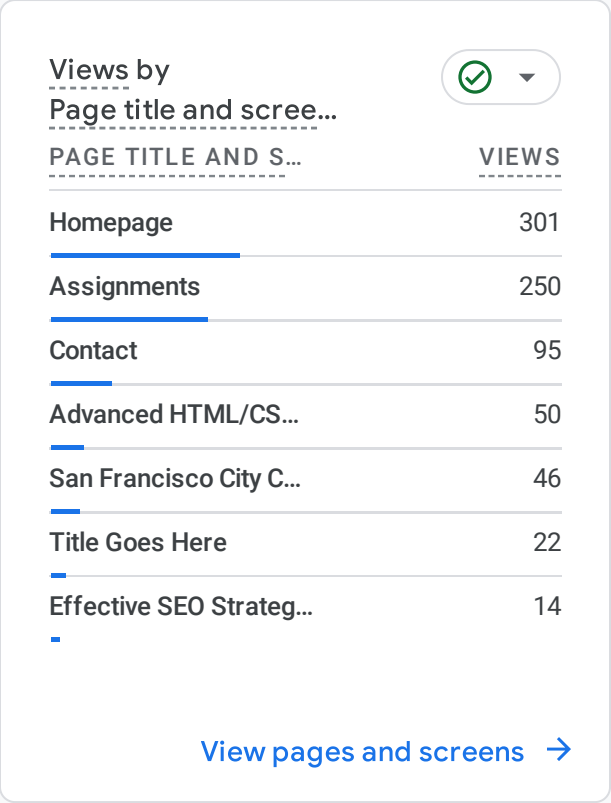 Views by
Page title and scree...
PAGE TITLE AND S... VIEWS
Homepage 301
Assignments 250
Contact 95
Advanced HTML/CS... 50
San Francisco City C... 46
Title Goes Here 22
Effective SEO Strateg... 14
View pages and screens